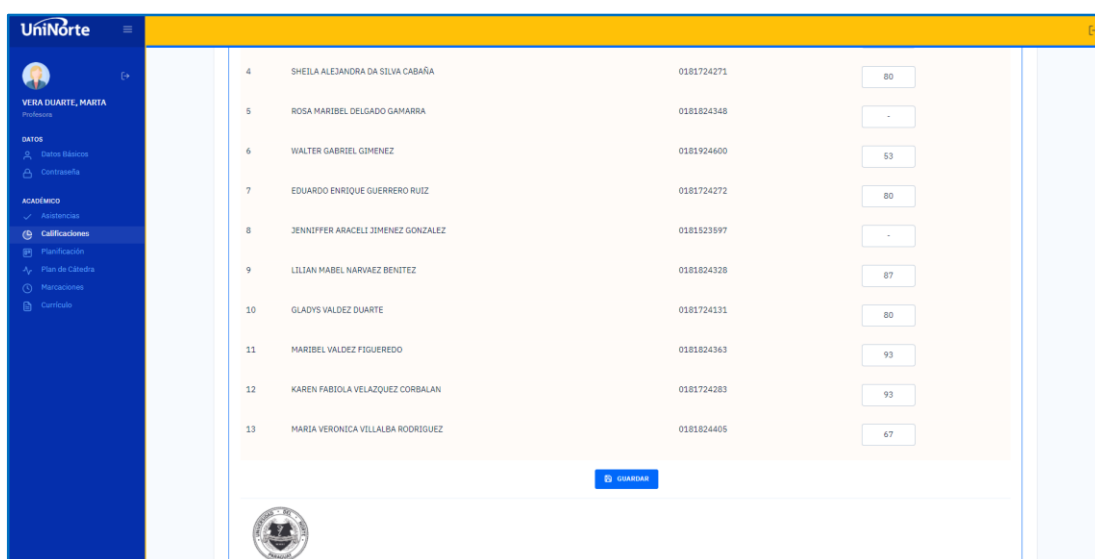 UniNorte
VERA DUARTE, MARTA
Profesora
DATOS
Datos Básicos
Contraseña
ACADÉMICO
Asistencias
Calificaciones
Planificación
Plan de Cátedra
Marcaciones
Currículo
4 SHEILA ALEJANDRA DA SILVA CABAÑA 0181724271 80
5 ROSA MARIBEL DELGADO GAMARRA 0181824348 -
6 WALTER GABRIEL GIMENEZ 0181924600 53
7 EDUARDO ENRIQUE GUERRERO RUIZ 0181724272 80
8 JENNIFFER ARACELI JIMENEZ GONZALEZ 0181523597 -
9 LILIAN MABEL NARVAEZ BENITEZ 0181824328 87
10 GLADYS VALDEZ DUARTE 0181724131 80
11 MARIBEL VALDEZ FIGUEREDO 0181824363 93
12 KAREN FABIOLA VELAZQUEZ CORBALAN 0181724283 93
13 MARIA VERONICA VILLALBA RODRIGUEZ 0181824405 67
GUARDAR
UNIVERSIDAD DEL NORTE